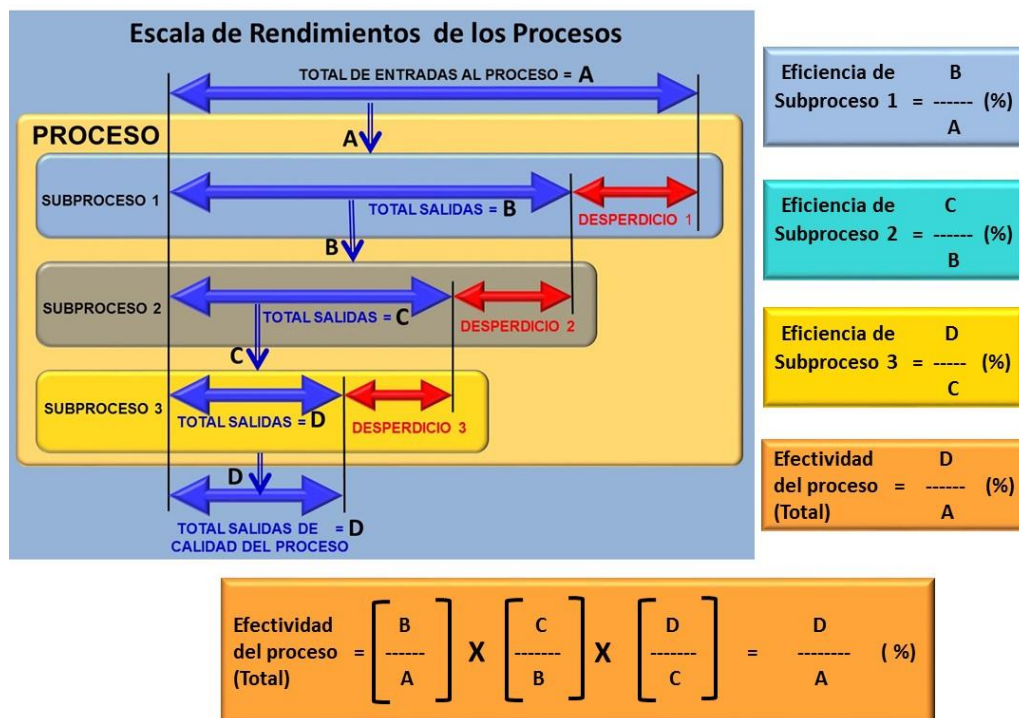 Escala de Rendimientos de los Procesos
TOTAL DE ENTRADAS AL PROCESO = A
PROCESO
A
SUBPROCESO 1
TOTAL SALIDAS = B
DESPERDICIO 1
B
SUBPROCESO 2
TOTAL SALIDAS = C
DESPERDICIO 2
C
SUBPROCESO 3
TOTAL SALIDAS = D
DESPERDICIO 3
D
TOTAL SALIDAS DE = D
CALIDAD DEL PROCESO
Eficiencia de B
Subproceso 1 = ------ (%)
A
Eficiencia de C
Subproceso 2 = ------ (%)
B
Eficiencia de D
Subproceso 3 = ----- (%)
C
Efectividad D
del proceso = ------ (%)
(Total) A
Efectividad B C D D
del proceso = [ ------ ] X [ ------ ] X [ ------- ] = -------- ( %)
(Total) A B C A